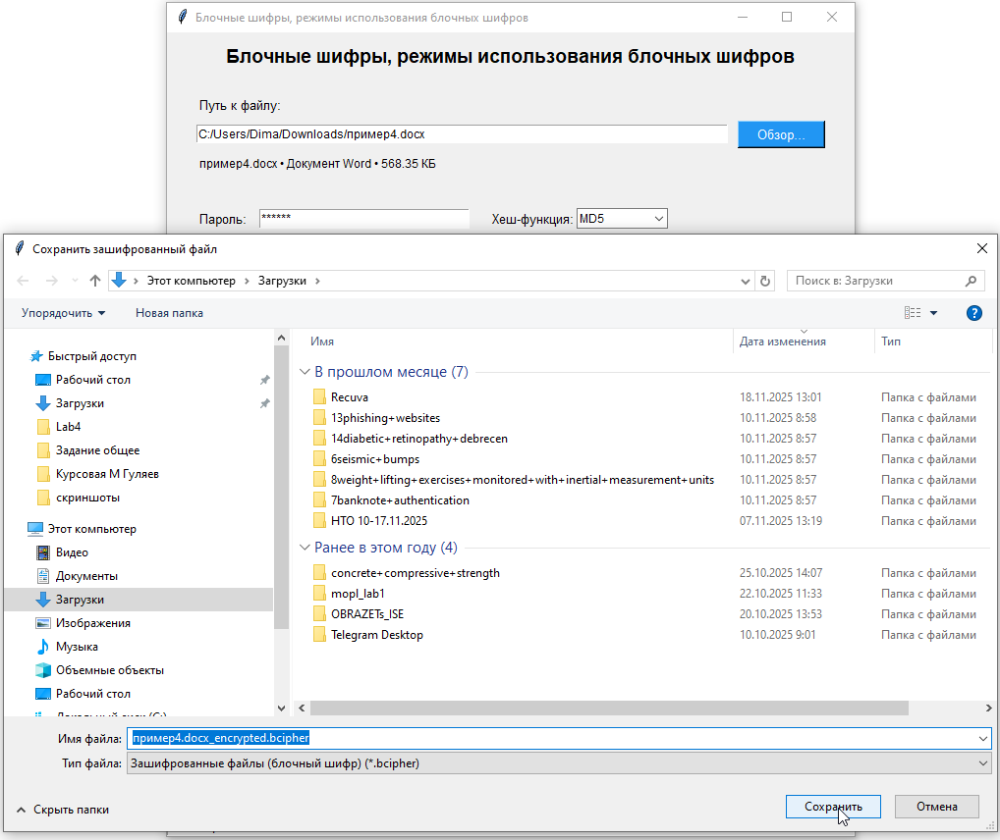 Блочные шифры, режимы использования блочных шифров
Блочные шифры, режимы использования блочных шифров
Путь к файлу:
C:/Users/Dima/Downloads/пример4.docx
Обзор...
пример4.docx • Документ Word • 568.35 КБ
Пароль: ****** Хеш-функция: MD5
Сохранить зашифрованный файл
Этот компьютер Загрузки
Поиск в: Загрузки
Упорядочить Новая папка
Быстрый доступ
Рабочий стол
Загрузки
Lab4
Задание общее
Курсовая М Гуляев
скриншоты
Этот компьютер
Видео
Документы
Загрузки
Изображения
Музыка
Объемные объекты
Рабочий стол
Локальный диск (C:)
Имя Дата изменения Тип
В прошлом месяце (7)
Recuva 18.11.2025 13:01 Папка с файлами
13phishing+websites 10.11.2025 8:58 Папка с файлами
14diabetic+retinopathy+debrecen 10.11.2025 8:57 Папка с файлами
6seismic+bumps 10.11.2025 8:57 Папка с файлами
8weight+lifting+exercises+monitored+with+inertial+measurement+units 10.11.2025 8:57 Папка с файлами
7banknote+authentication 10.11.2025 8:57 Папка с файлами
НТО 10-17.11.2025 07.11.2025 13:19 Папка с файлами
Ранее в этом году (4)
concrete+compressive+strength 25.10.2025 14:07 Папка с файлами
mopl_lab1 22.10.2025 11:33 Папка с файлами
OBRAZETs_ISE 20.10.2025 13:53 Папка с файлами
Telegram Desktop 10.10.2025 9:01 Папка с файлами
Имя файла: пример4.docx_encrypted.bcipher
Тип файла: Зашифрованные файлы (блочный шифр) (*.bcipher)
Скрыть папки
Сохранить
Отмена